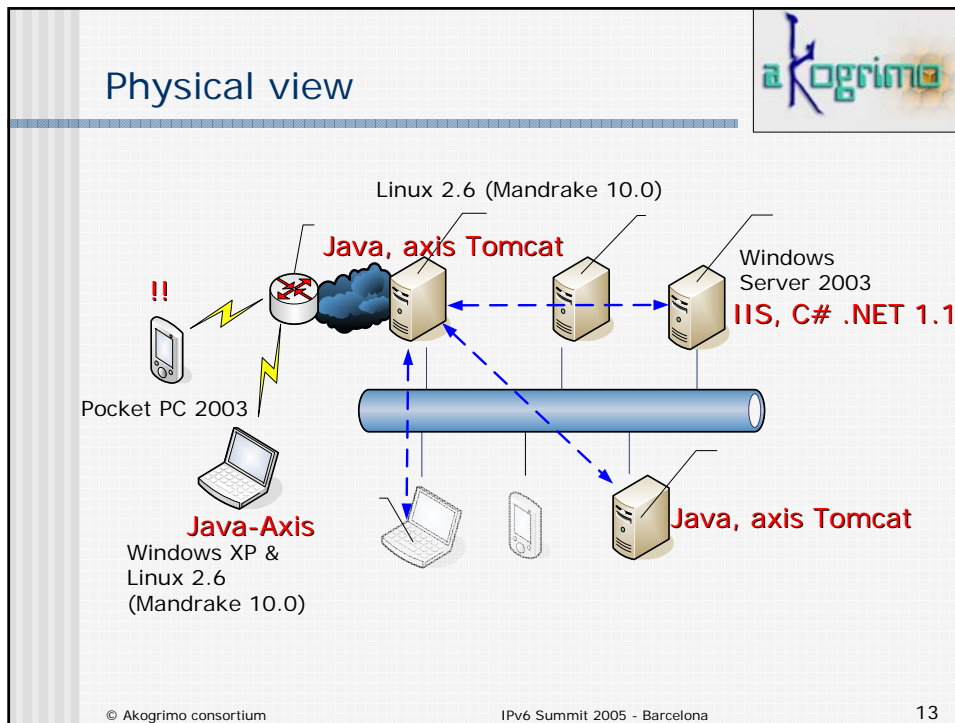 Physical view
akogrimo
Linux 2.6 (Mandrake 10.0)
Java, axis Tomcat
Windows
Server 2003
IIS, C# .NET 1.1
!!
Pocket PC 2003
Java-Axis
Windows XP &
Linux 2.6
(Mandrake 10.0)
Java, axis Tomcat
© Akogrimo consortium
IPv6 Summit 2005 - Barcelona
13